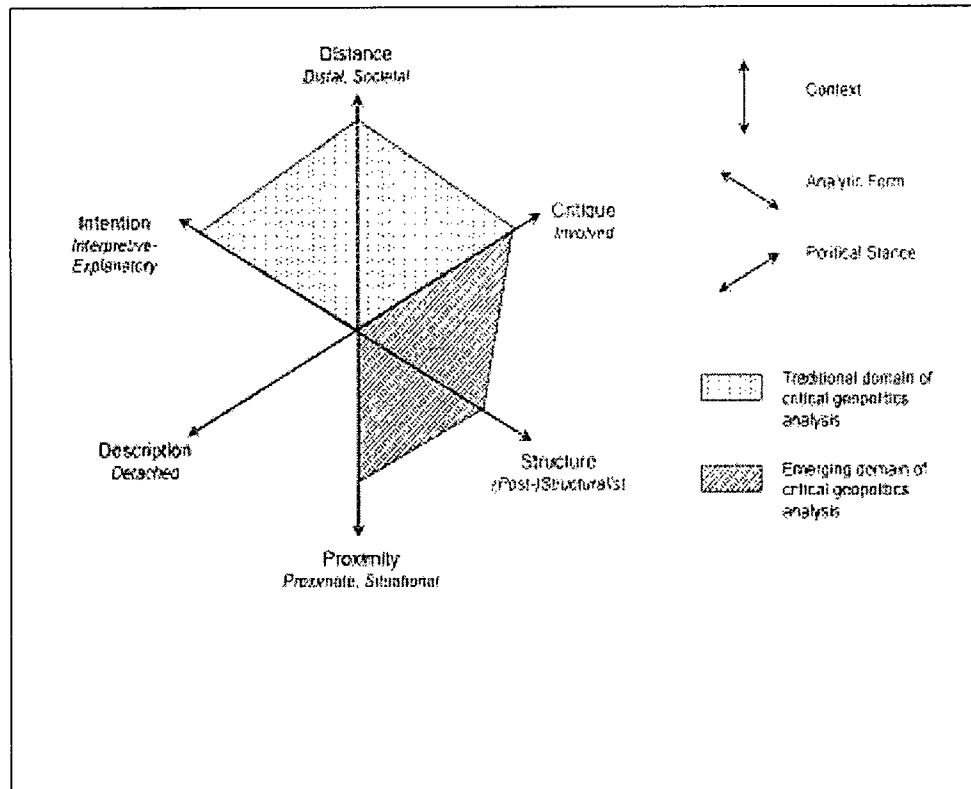 Distance
Distal, Societal
Context
Analytic Form
Intention
Interpretive-
Explanatory
Critique
Involved
Political Stance
Traditional domain of
critical geopolitics
analysis
Description
Detached
Structure
(Post-)Structuralist
Emerging domain of
critical geopolitics
analysis
Proximity
Proximate, Situational